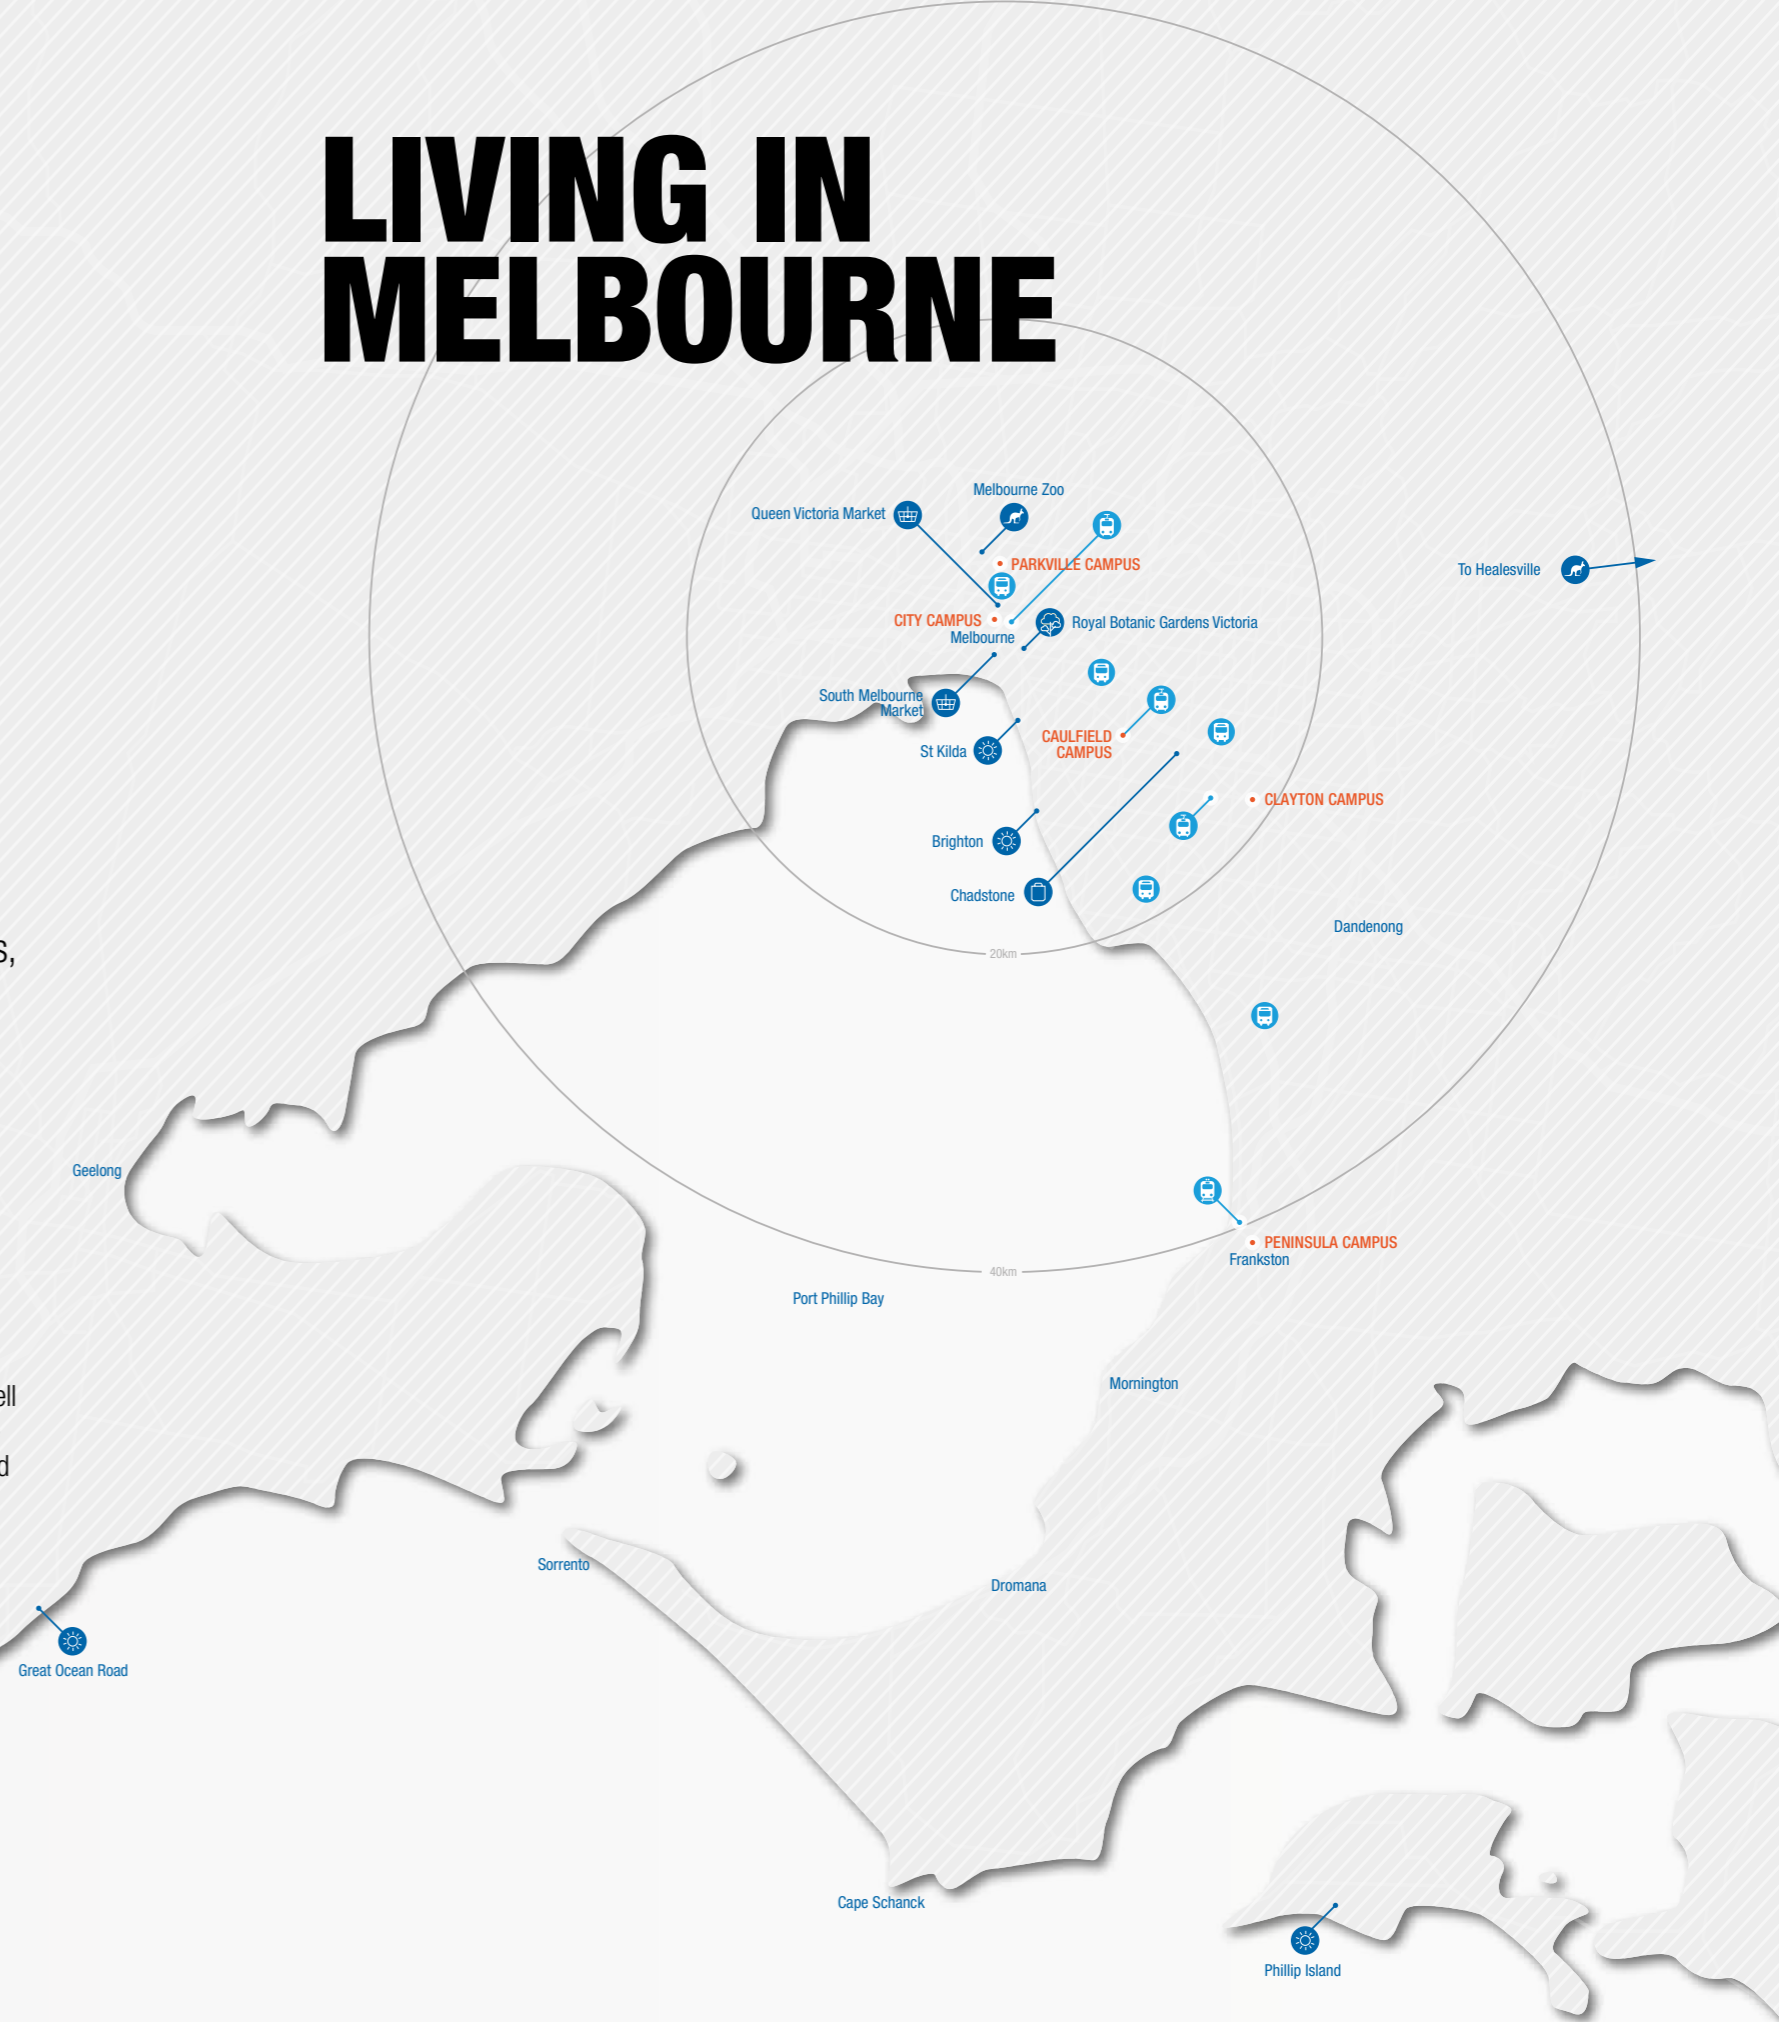 LIVING IN
MELBOURNE
Melbourne Zoo
Queen Victoria Market
PARKVILLE CAMPUS
To Healesville
CITY CAMPUS
Royal Botanic Gardens Victoria
Melbourne
South Melbourne
Market
CAULFIELD
CAMPUS
St Kilda
CLAYTON CAMPUS
Brighton
Chadstone
Dandenong
s,
20km
Geelong
PENINSULA CAMPUS
Frankston
40km
Port Phillip Bay
Mornington
ell
d
Sorrento
Dromana
Great Ocean Road
Cape Schanck
Phillip Island